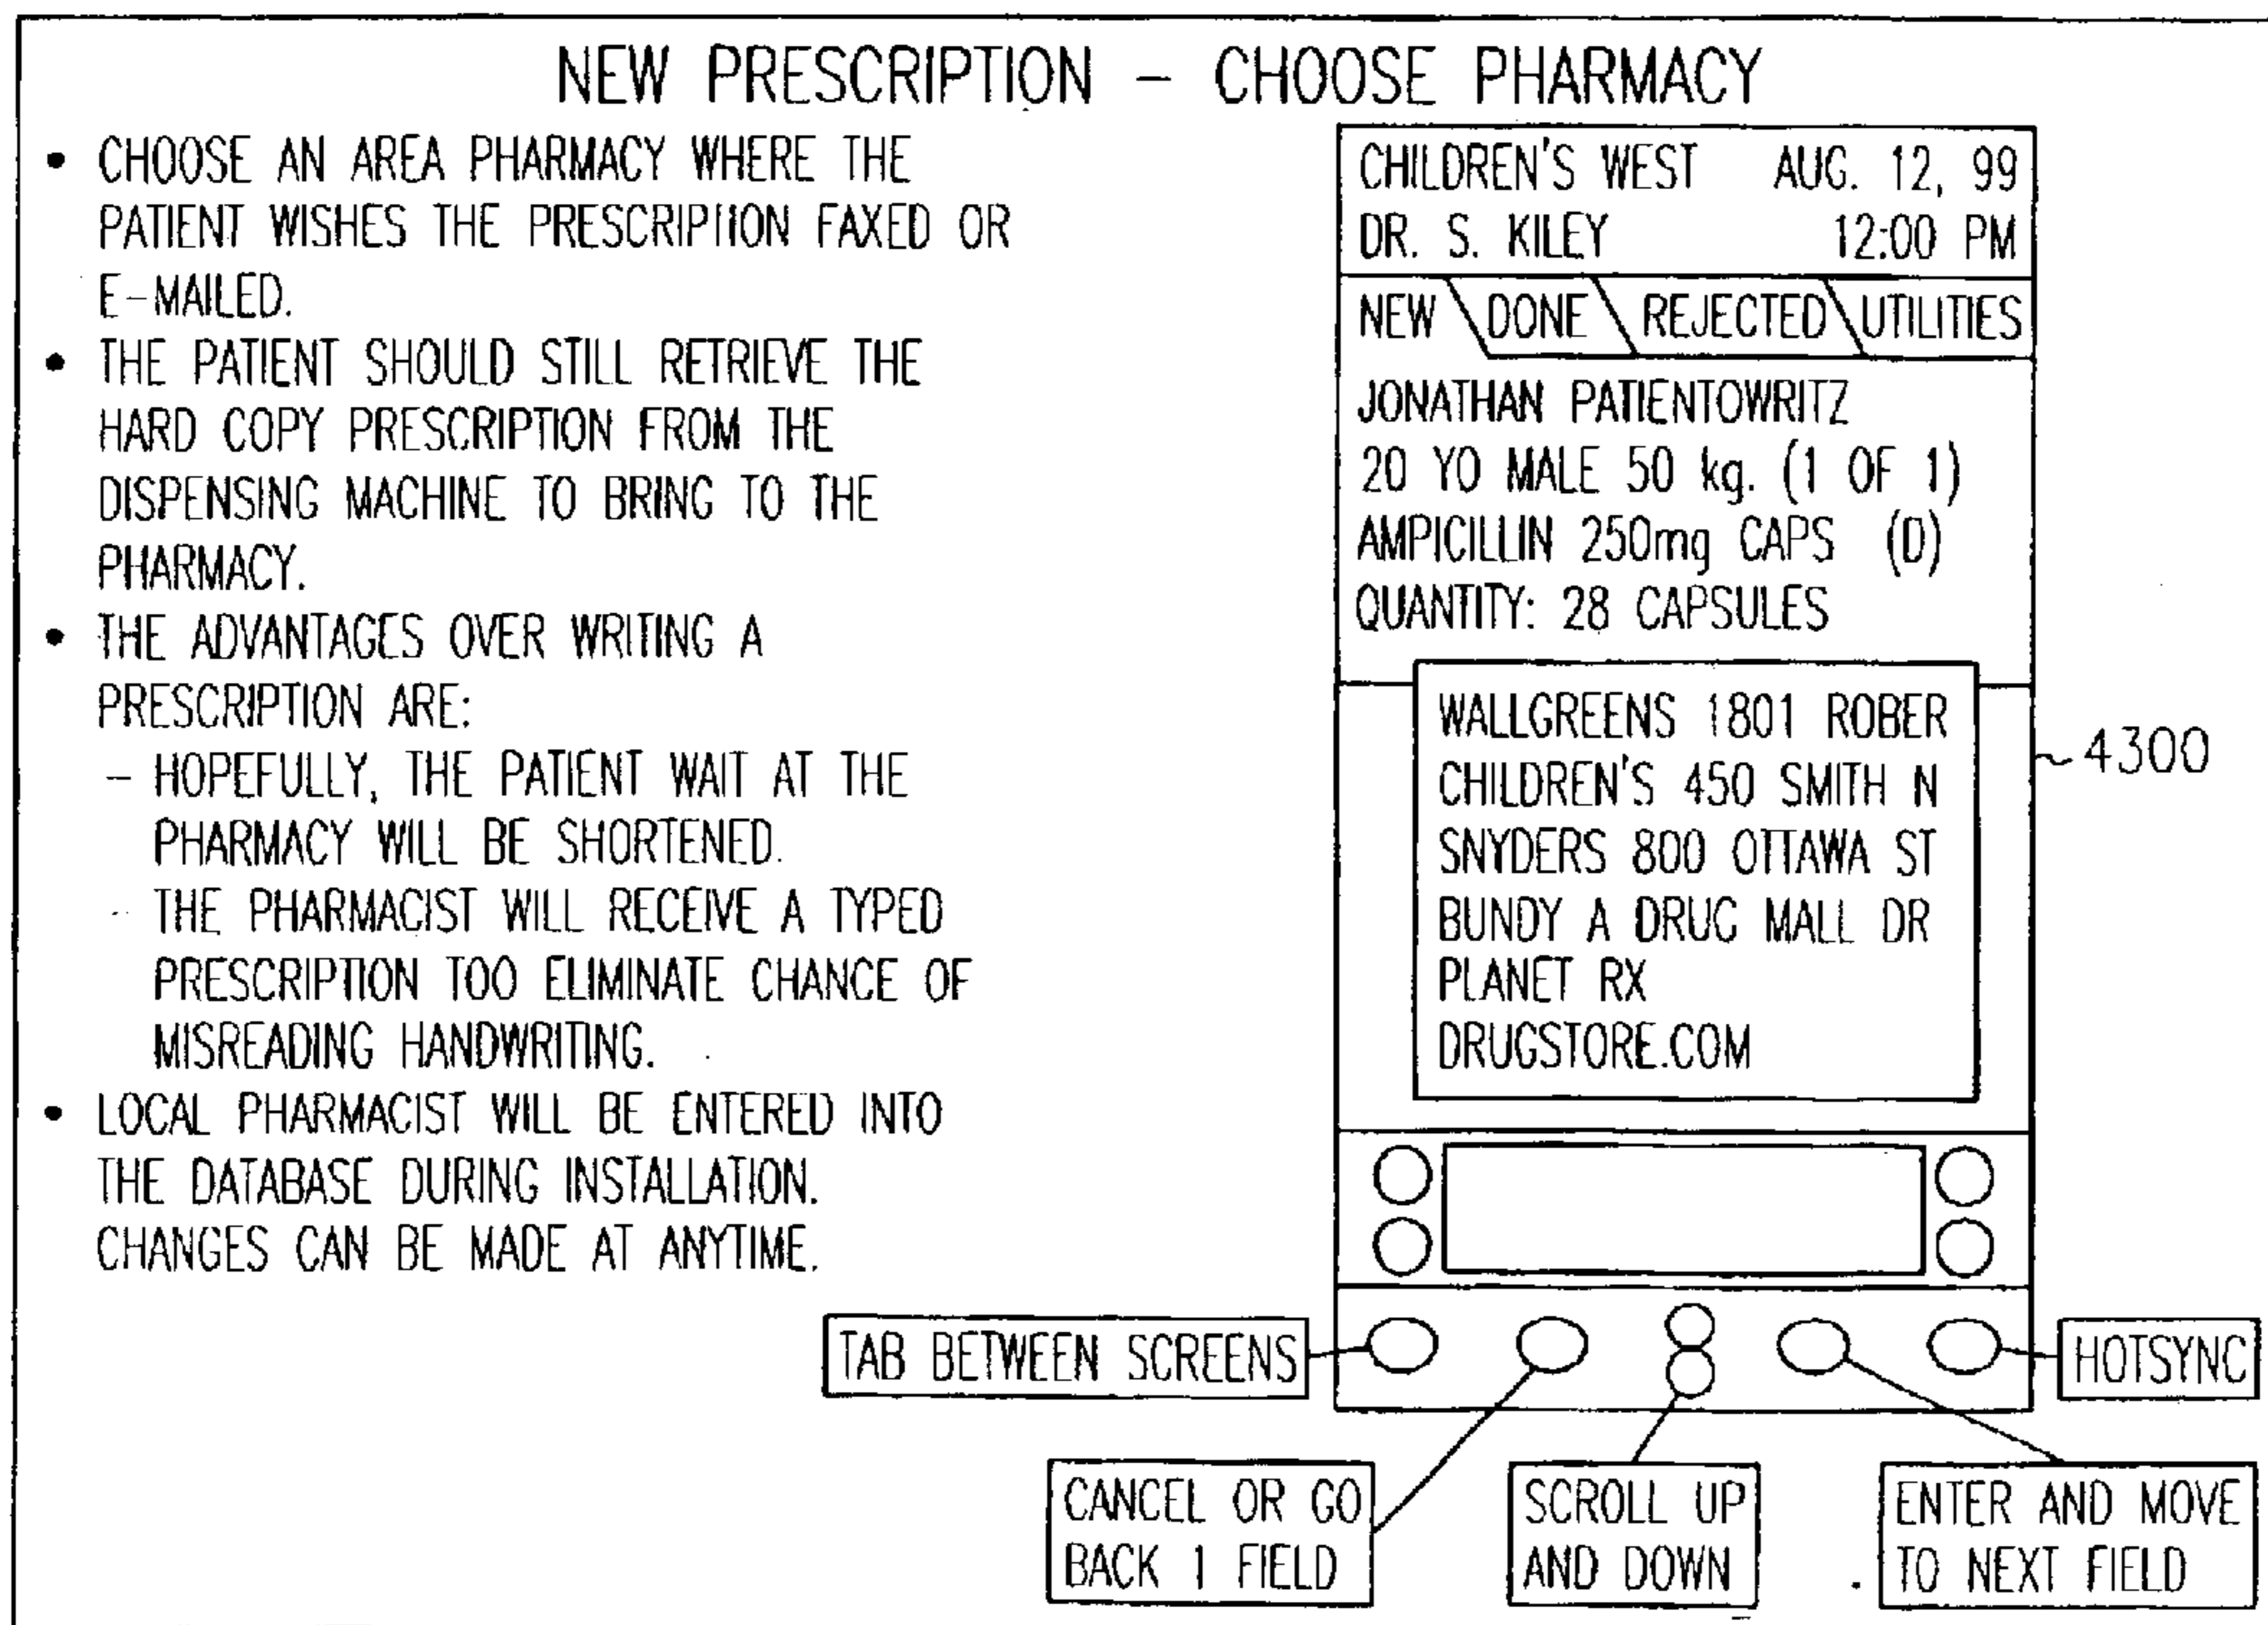 NEW PRESCRIPTION – CHOOSE PHARMACY
• CHOOSE AN AREA PHARMACY WHERE THE
PATIENT WISHES THE PRESCRIPTION FAXED OR
E-MAILED.
• THE PATIENT SHOULD STILL RETRIEVE THE
HARD COPY PRESCRIPTION FROM THE
DISPENSING MACHINE TO BRING TO THE
PHARMACY.
• THE ADVANTAGES OVER WRITING A
PRESCRIPTION ARE:
– HOPEFULLY, THE PATIENT WAIT AT THE
PHARMACY WILL BE SHORTENED.
- THE PHARMACIST WILL RECEIVE A TYPED
PRESCRIPTION TOO ELIMINATE CHANCE OF
MISREADING HANDWRITING.
• LOCAL PHARMACIST WILL BE ENTERED INTO
THE DATABASE DURING INSTALLATION.
CHANGES CAN BE MADE AT ANYTIME.
CHILDREN'S WEST AUG. 12, 99
DR. S. KILEY 12:00 PM
NEW DONE REJECTED UTILITIES
JONATHAN PATIENTOWRITZ
20 YO MALE 50 kg. (1 OF 1)
AMPICILLIN 250mg CAPS (D)
QUANTITY: 28 CAPSULES
WALLGREENS 1801 ROBER
CHILDREN'S 450 SMITH N
SNYDERS 800 OTTAWA ST
BUNDY A DRUG MALL DR
PLANET RX
DRUGSTORE.COM
4300
TAB BETWEEN SCREENS
HOTSYNC
CANCEL OR GO
BACK 1 FIELD
SCROLL UP
AND DOWN
ENTER AND MOVE
TO NEXT FIELD